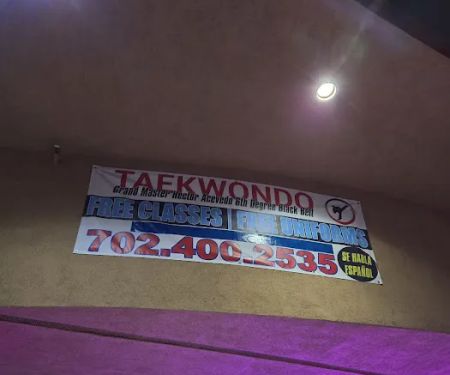 TAEKWONDO
Grand Master Hector Acevedo 6th Degree Black Belt
FREE CLASSES | FREE UNIFORMS
702.400.2535
SE HABLA
ESPAÑOL